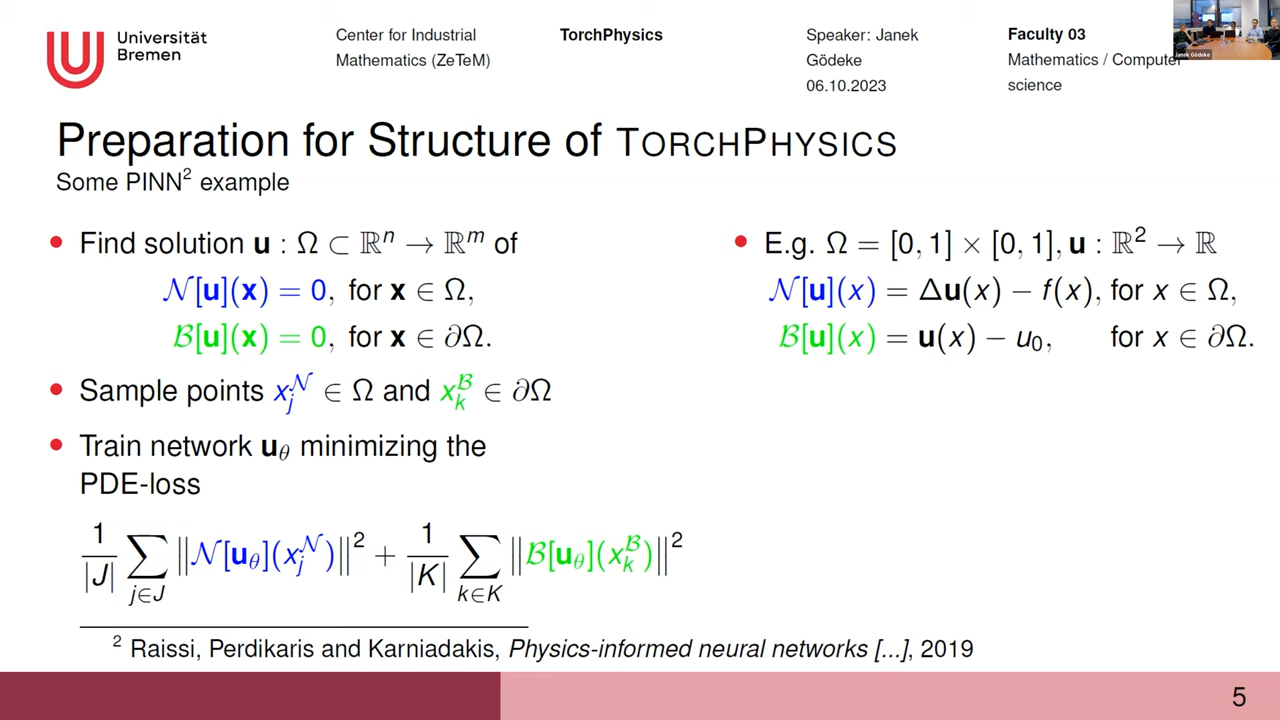 Universität
Bremen
Center for Industrial
Mathematics (ZeTeM)
TorchPhysics
Speaker: Janek
Gödeke
06.10.2023
Faculty 03
Mathematics / Computer
science
Janek Gödeke
Preparation for Structure of TORCHPHYSICS
Some PINN² example
• Find solution u : Ω ⊂ ℝⁿ → ℝᵐ of
𝒩[u](x) = 0, for x ∈ Ω,
ℬ[u](x) = 0, for x ∈ ∂Ω.
• Sample points x_j^𝒩 ∈ Ω and x_k^ℬ ∈ ∂Ω
• Train network u_θ minimizing the
PDE-loss
1/|J| ∑_{j∈J} ‖𝒩[u_θ](x_j^𝒩)‖² + 1/|K| ∑_{k∈K} ‖ℬ[u_θ](x_k^ℬ)‖²
• E.g. Ω = [0, 1] × [0, 1], u : ℝ² → ℝ
𝒩[u](x) = Δu(x) − f(x), for x ∈ Ω,
ℬ[u](x) = u(x) − u₀, for x ∈ ∂Ω.
² Raissi, Perdikaris and Karniadakis, Physics-informed neural networks [...], 2019
5